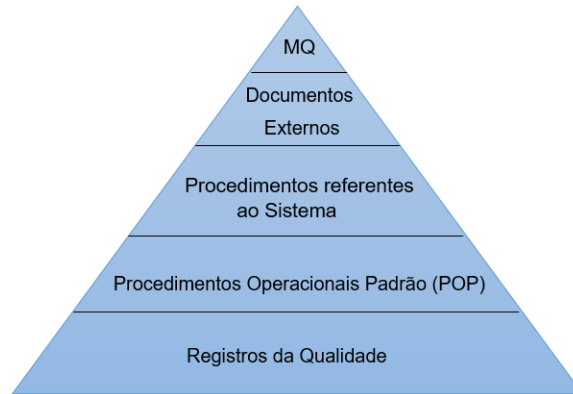 MQ
Documentos
Externos
Procedimentos referentes
ao Sistema
Procedimentos Operacionais Padrão (POP)
Registros da Qualidade